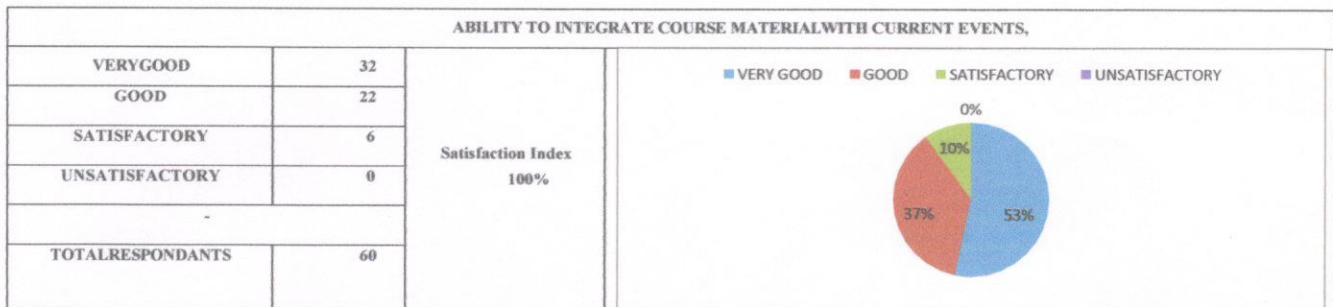 ABILITY TO INTEGRATE COURSE MATERIALWITH CURRENT EVENTS,
VERYGOOD 32
GOOD 22
SATISFACTORY 6
UNSATISFACTORY 0
-
TOTALRESPONDANTS 60
Satisfaction Index
100%
VERY GOOD GOOD SATISFACTORY UNSATISFACTORY
0%
10%
37% 53%